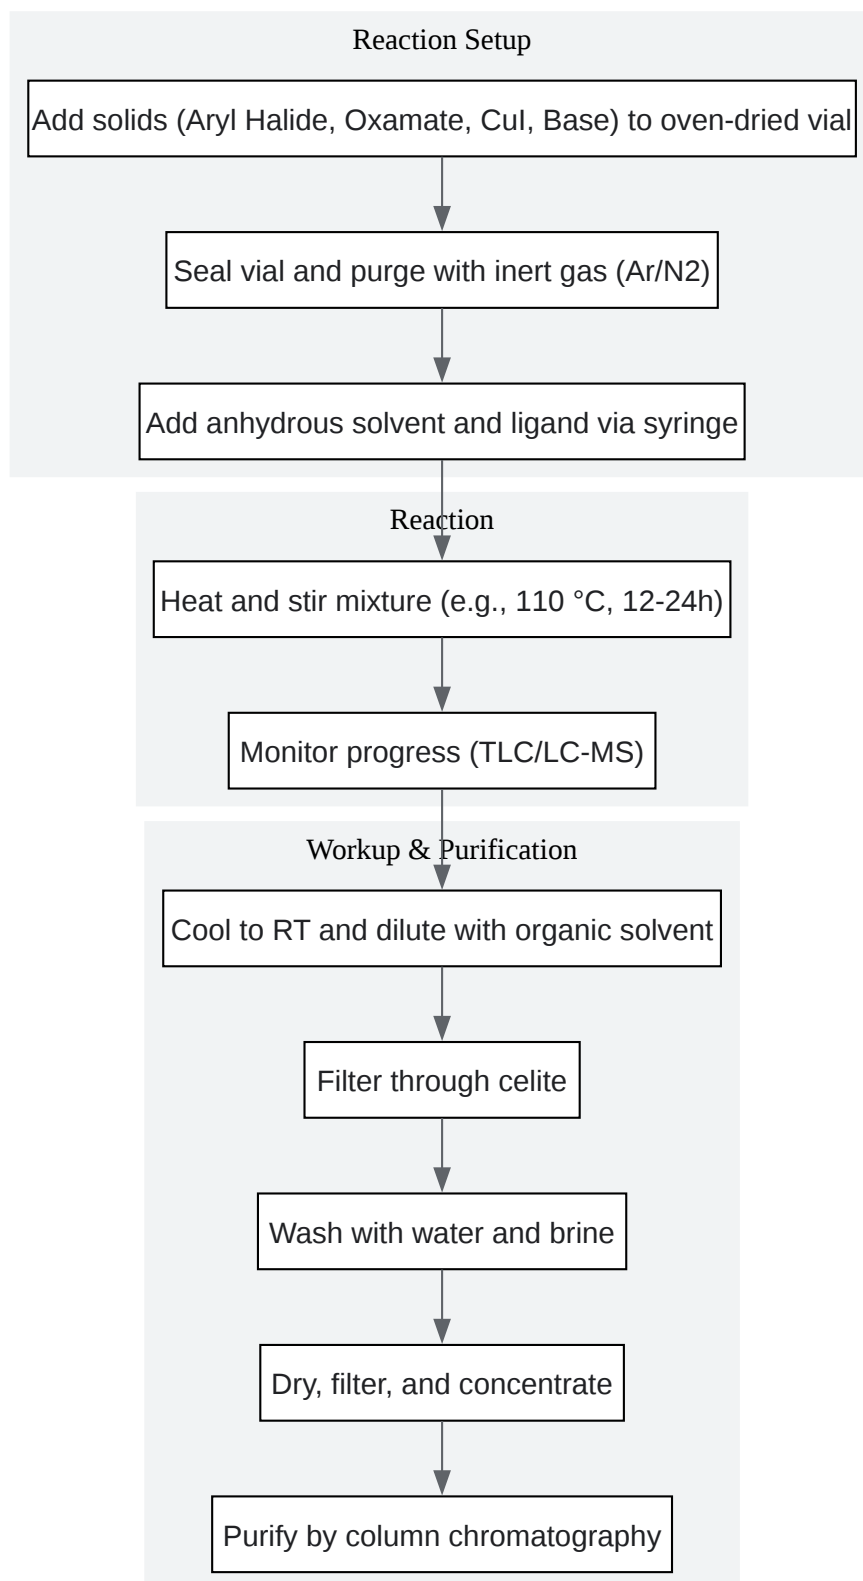 Reaction Setup
Add solids (Aryl Halide, Oxamate, CuI, Base) to oven-dried vial
Seal vial and purge with inert gas (Ar/N2)
Add anhydrous solvent and ligand via syringe
Reaction
Heat and stir mixture (e.g., 110 °C, 12-24h)
Monitor progress (TLC/LC-MS)
Workup & Purification
Cool to RT and dilute with organic solvent
Filter through celite
Wash with water and brine
Dry, filter, and concentrate
Purify by column chromatography